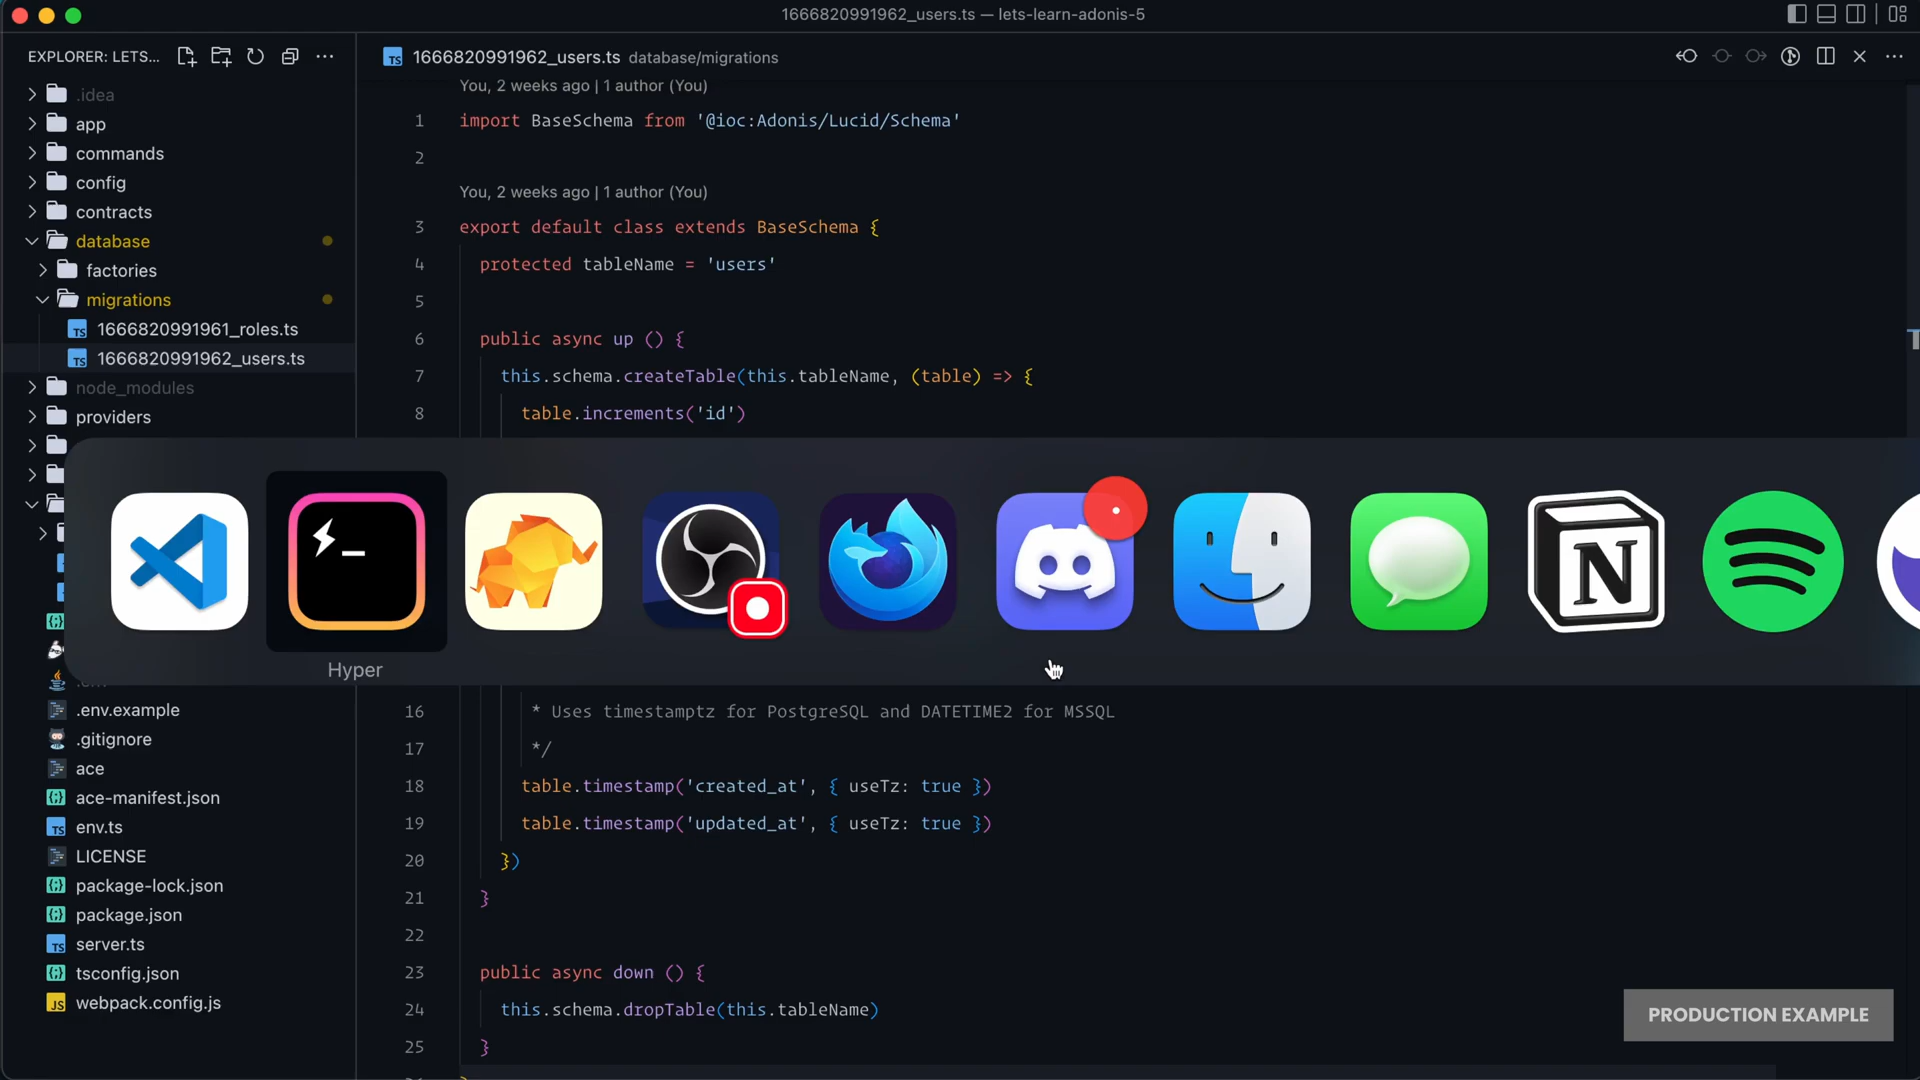 1666820991962_users.ts — lets-learn-adonis-5
EXPLORER: LETS...
.idea
app
commands
config
contracts
database
factories
migrations
1666820991961_roles.ts
1666820991962_users.ts
node_modules
providers
.env.example
.gitignore
ace
ace-manifest.json
env.ts
LICENSE
package-lock.json
package.json
server.ts
tsconfig.json
webpack.config.js
1666820991962_users.ts database/migrations
You, 2 weeks ago | 1 author (You)
1 import BaseSchema from '@ioc:Adonis/Lucid/Schema'
2
You, 2 weeks ago | 1 author (You)
3 export default class extends BaseSchema {
4 protected tableName = 'users'
5
6 public async up () {
7 this.schema.createTable(this.tableName, (table) => {
8 table.increments('id')
Hyper
16 * Uses timestamptz for PostgreSQL and DATETIME2 for MSSQL
17 */
18 table.timestamp('created_at', { useTz: true })
19 table.timestamp('updated_at', { useTz: true })
20 })
21 }
22
23 public async down () {
24 this.schema.dropTable(this.tableName)
25 }
PRODUCTION EXAMPLE